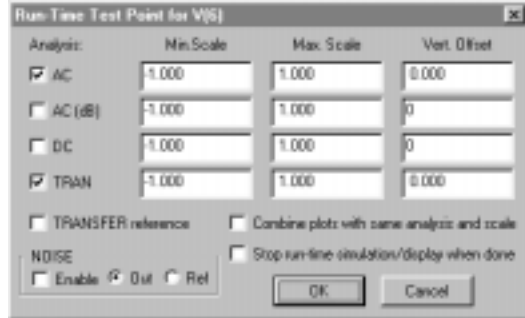 Run-Time Test Point for V(6)
Analysis: Min.Scale Max. Scale Vert. Offset
AC -1.000 1.000 0.000
AC (dB) -1.000 1.000 0
DC -1.000 1.000 0
TRAN -1.000 1.000 0.000
TRANSFER reference Combine plots with same analysis and scale
NOISE Stop run-time simulation/display when done
Enable Out Ref
OK Cancel